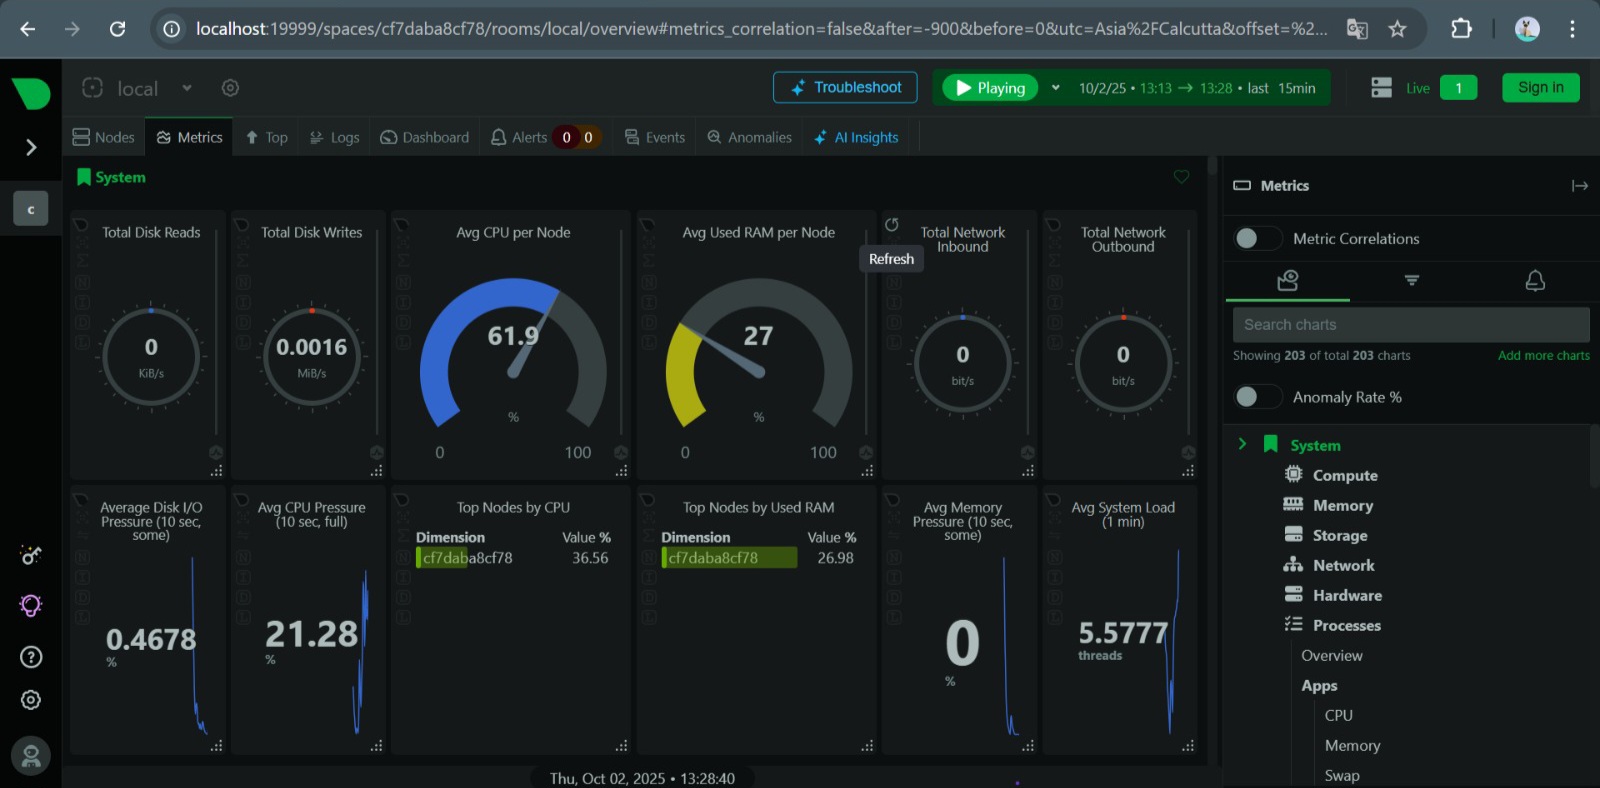 localhost:19999/spaces/cf7daba8cf78/rooms/local/overview#metrics_correlation=false&after=-900&before=0&utc=Asia%2FCalcutta&offset=%2...
local
Troubleshoot
Playing
10/2/25 • 13:13 → 13:28 • last 15min
Live
1
Sign In
Nodes
Metrics
Top
Logs
Dashboard
Alerts
0
0
Events
Anomalies
AI Insights
c
System
Total Disk Reads
0
KiB/s
Total Disk Writes
0.0016
MiB/s
Avg CPU per Node
61.9
%
0
100
Avg Used RAM per Node
27
%
0
100
Refresh
Total Network
Inbound
0
bit/s
Total Network
Outbound
0
bit/s
Average Disk I/O
Pressure (10 sec,
some)
0.4678
%
Avg CPU Pressure
(10 sec, full)
21.28
%
Top Nodes by CPU
Dimension Value %
cf7daba8cf78 36.56
Top Nodes by Used RAM
Dimension Value %
cf7daba8cf78 26.98
Avg Memory
Pressure (10 sec,
some)
0
%
Avg System Load
(1 min)
5.5777
threads
Thu, Oct 02, 2025 • 13:28:40
Metrics
Metric Correlations
Search charts
Showing 203 of total 203 charts
Add more charts
Anomaly Rate %
System
Compute
Memory
Storage
Network
Hardware
Processes
Overview
Apps
CPU
Memory
Swap